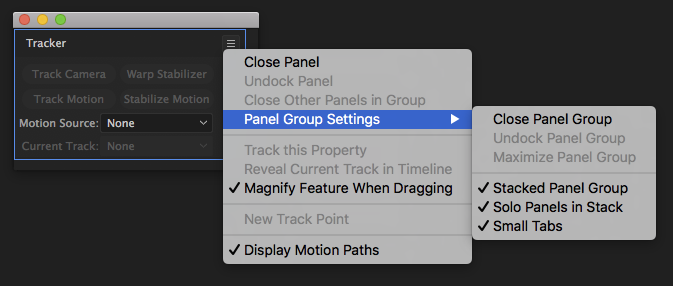 Tracker
Track Camera
Warp Stabilizer
Track Motion
Stabilize Motion
Motion Source: None
Current Track: None
Close Panel
Undock Panel
Close Other Panels in Group
Panel Group Settings
Track this Property
Reveal Current Track in Timeline
Magnify Feature When Dragging
New Track Point
Display Motion Paths
Close Panel Group
Undock Panel Group
Maximize Panel Group
Stacked Panel Group
Solo Panels in Stack
Small Tabs